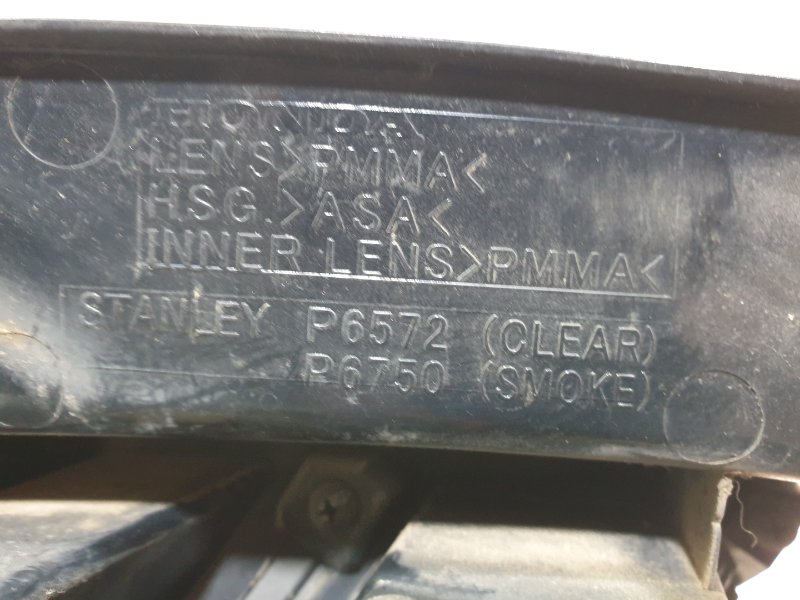 LENS>PMMA<
H.S.G.>ASA<
INNER LENS>PMMA<
STANLEY P6572 (CLEAR)
P6750 (SMOKE)